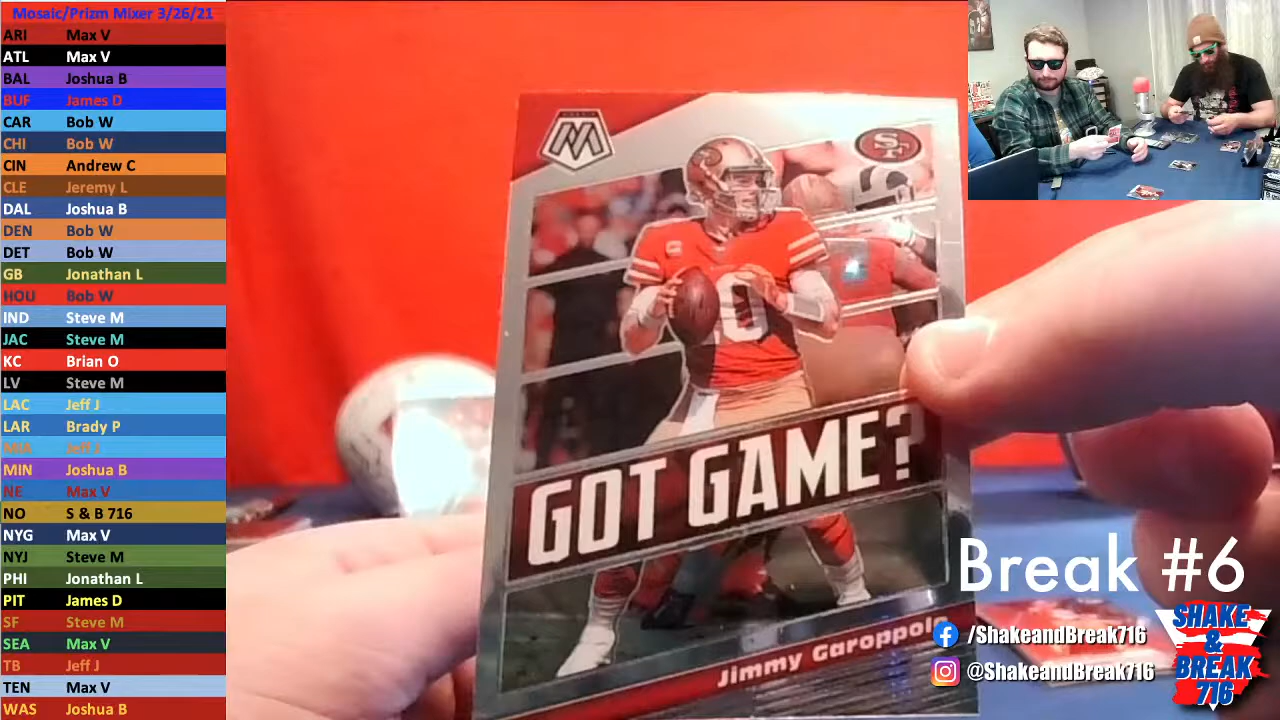 Mosaic/Prizm Mixer 3/26/21
ARI Max V
ATL Max V
BAL Joshua B
BUF James D
CAR Bob W
CHI Bob W
CIN Andrew C
CLE Jeremy L
DAL Joshua B
DEN Bob W
DET Bob W
GB Jonathan L
HOU Bob W
IND Steve M
JAC Steve M
KC Brian O
LV Steve M
LAC Jeff J
LAR Brady P
MIA Jeff J
MIN Joshua B
NE Max V
NO S & B 716
NYG Max V
NYJ Steve M
PHI Jonathan L
PIT James D
SF Steve M
SEA Max V
TB Jeff J
TEN Max V
WAS Joshua B
M
SF
10
GOT GAME?
Jimmy Garoppolo
Break #6
/ShakeandBreak716
@ShakeandBreak716
SHAKE
&
BREAK
716